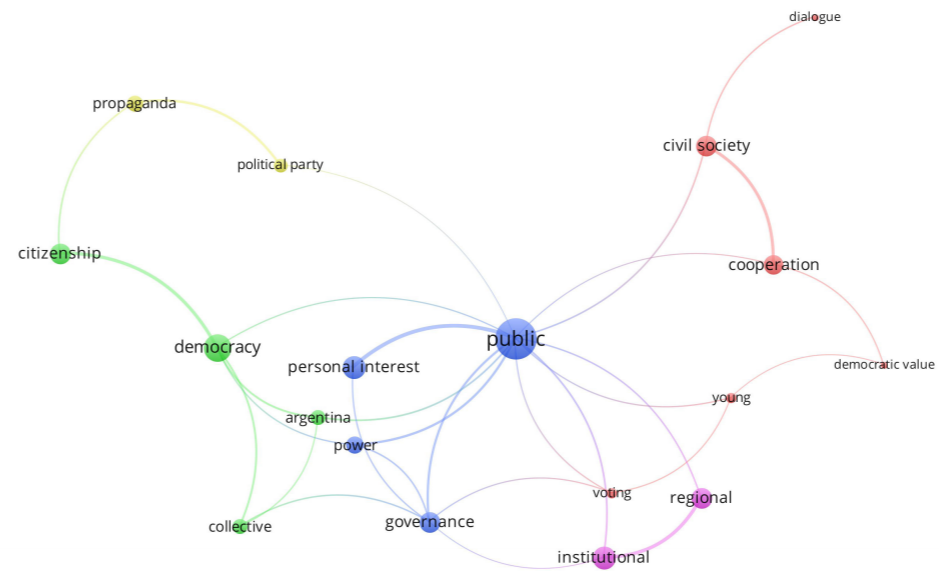 dialogue
propaganda
civil society
political party
citizenship
cooperation
public
democracy
personal interest
democratic value
young
argentina
power
voting
regional
governance
collective
institutional